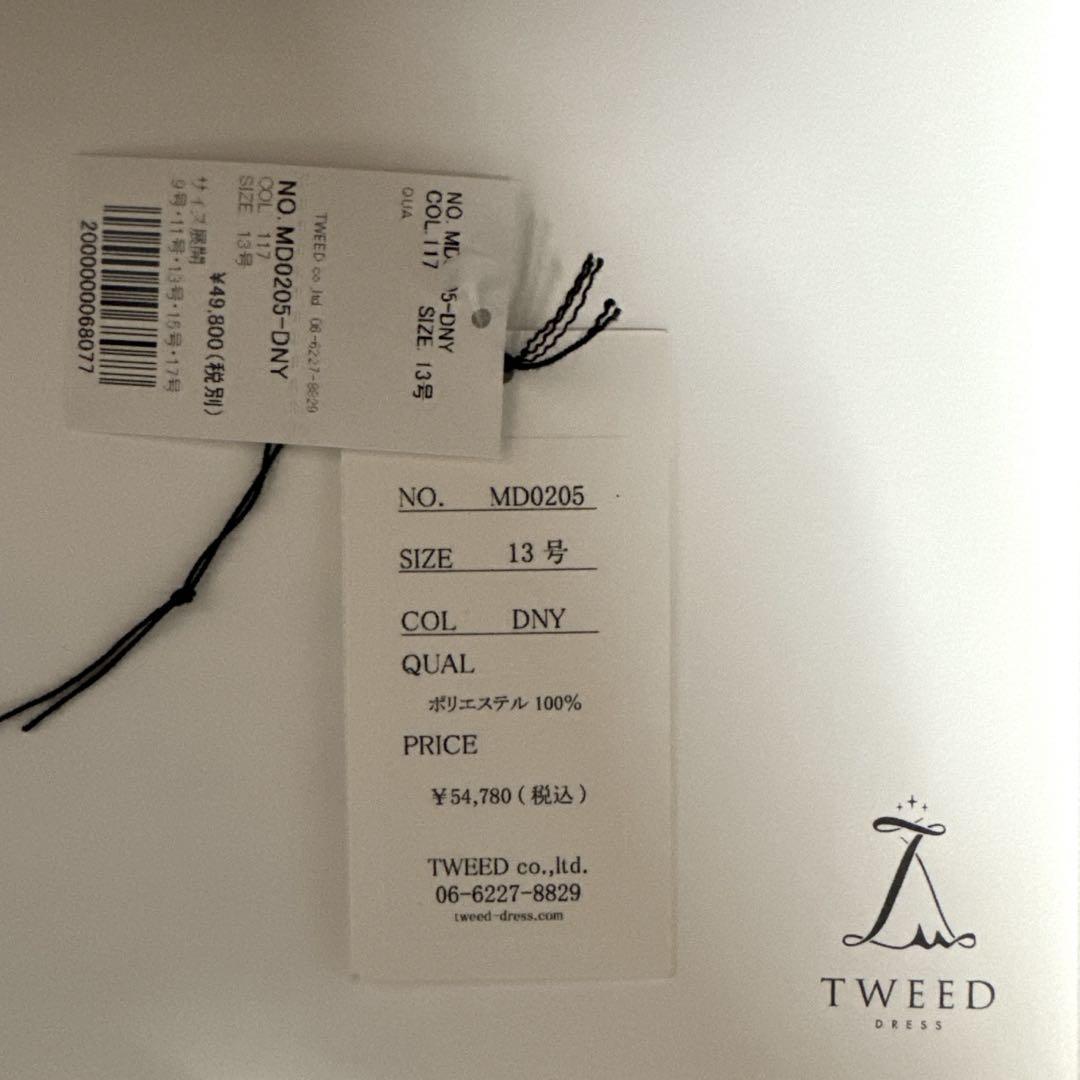 NO. MD 5-DNY
COL.117 SIZE. 13号
QUA
TWEED co.,ltd 06-6227-8829
NO. MD0205-DNY
COL. 117
SIZE. 13号
¥49,800(税別)
サイズ展開
9号・11号・13号・15号・17号
2000000068077
NO. MD0205
SIZE 13 号
COL DNY
QUAL
ポリエステル 100%
PRICE
¥54,780(税込)
TWEED co.,ltd.
06-6227-8829
tweed-dress.com
TWEED
DRESS